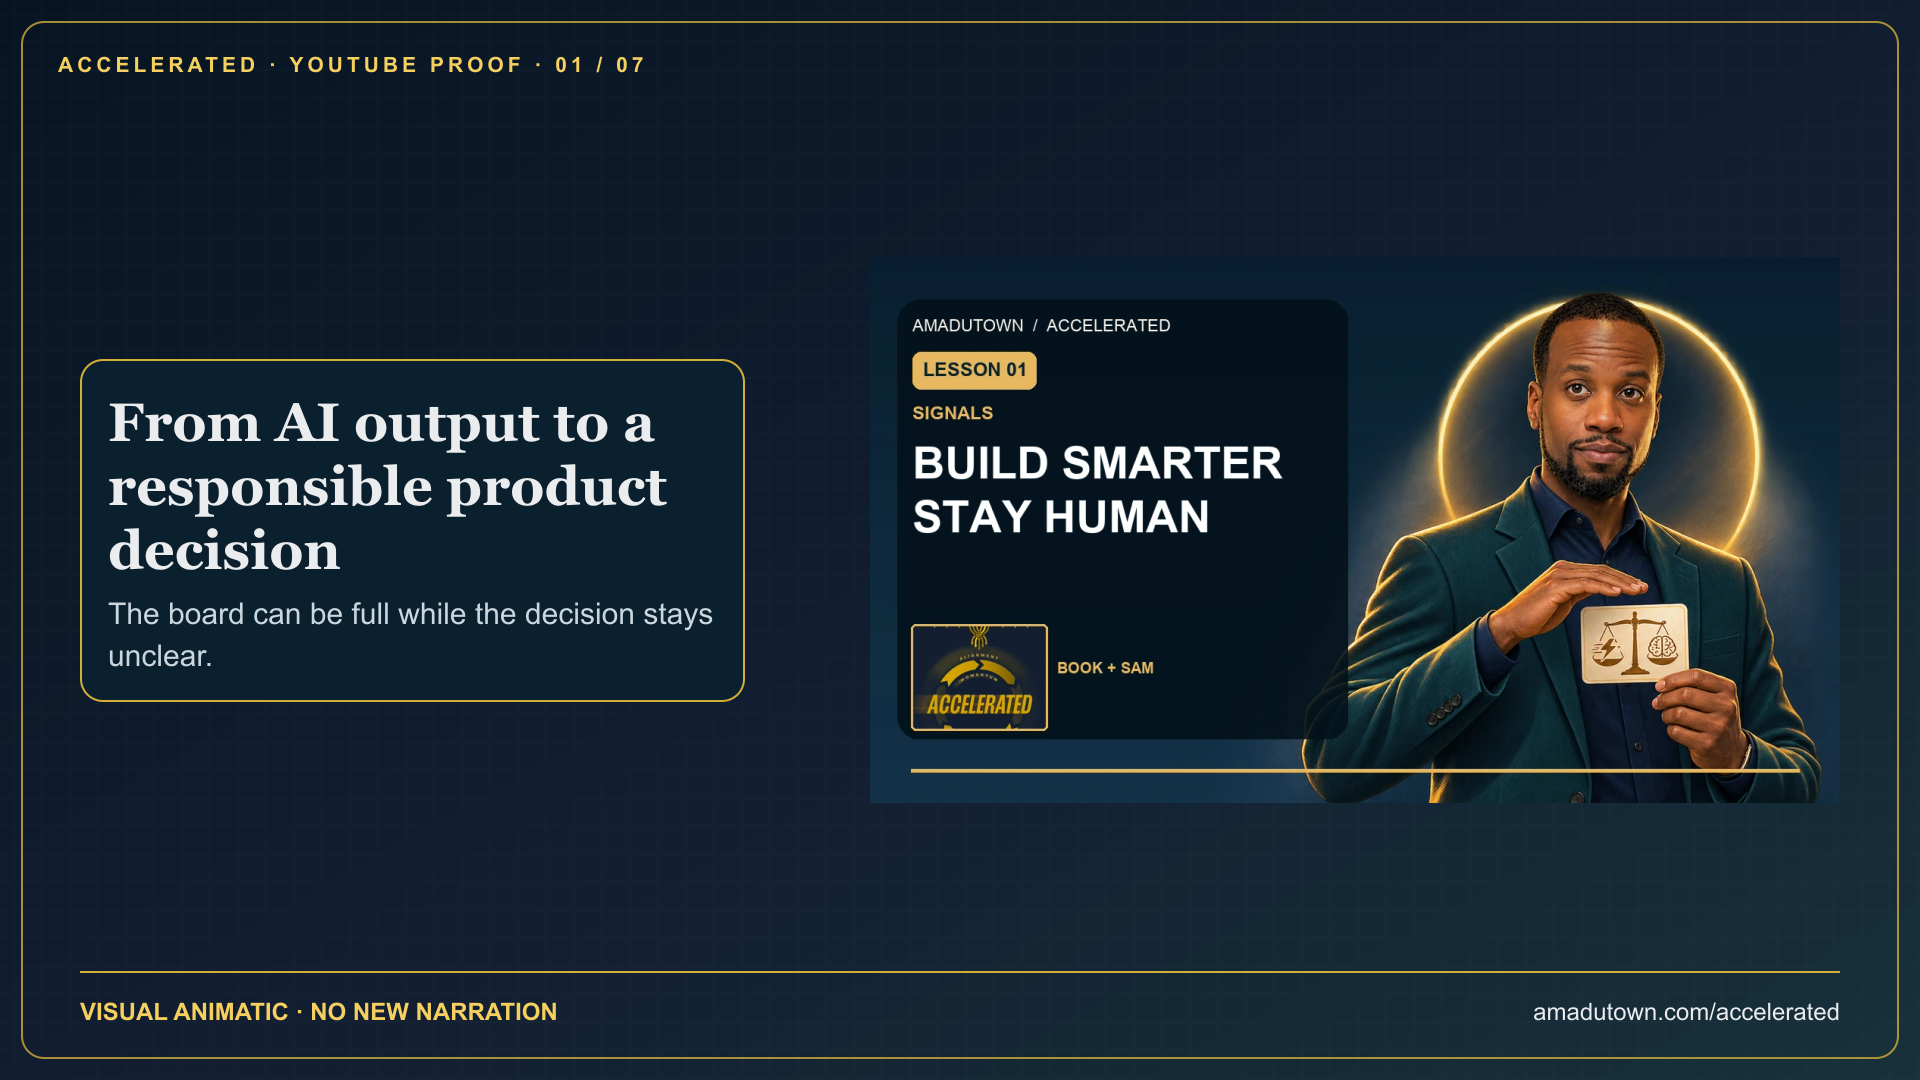 ACCELERATED · YOUTUBE PROOF · 01 / 07
From AI output to a
responsible product
decision
The board can be full while the decision stays
unclear.
AMADUTOWN / ACCELERATED
LESSON 01
SIGNALS
BUILD SMARTER
STAY HUMAN
ALIGNMENT
MOMENTUM
ACCELERATED
BOOK + SAM
VISUAL ANIMATIC · NO NEW NARRATION
amadutown.com/accelerated